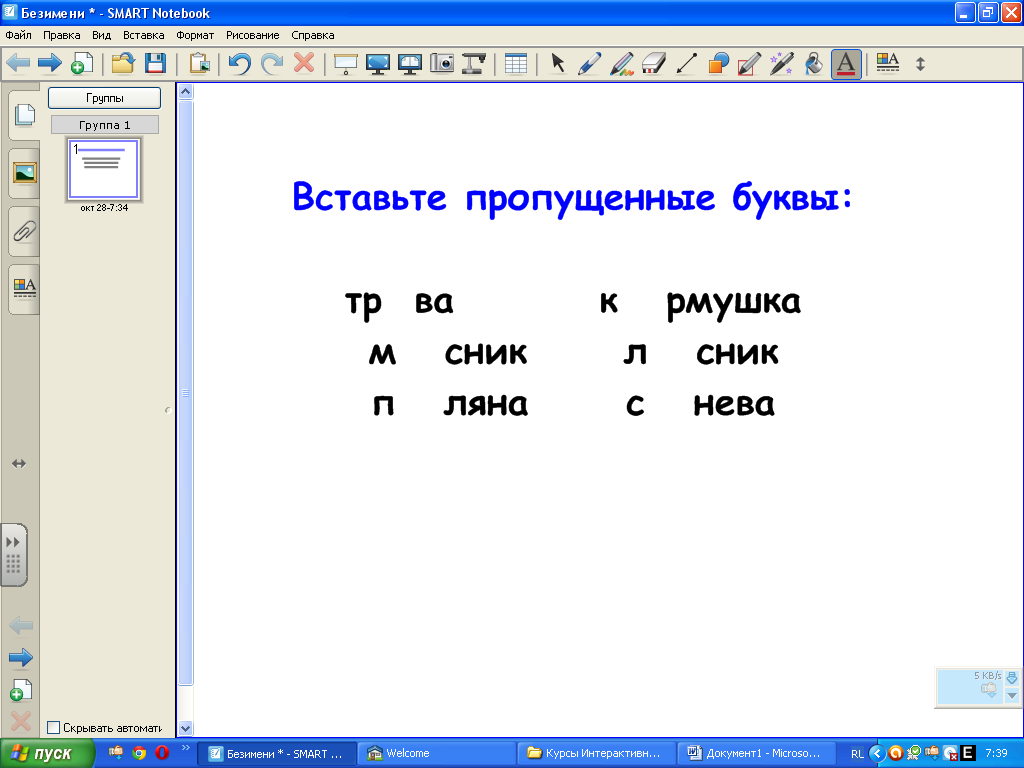 Безимени * - SMART Notebook
Файл Правка Вид Вставка Формат Рисование Справка
Группы
Группа 1
1
окт 28-7:34
Вставьте пропущенные буквы:
тр ва к рмушка
м сник л сник
п ляна с нева
5 KB/s
Скрывать автомати
пуск
Безимени * - SMART ...
Welcome
Курсы Интерактивн...
Документ1 - Microso...
RL
7:39